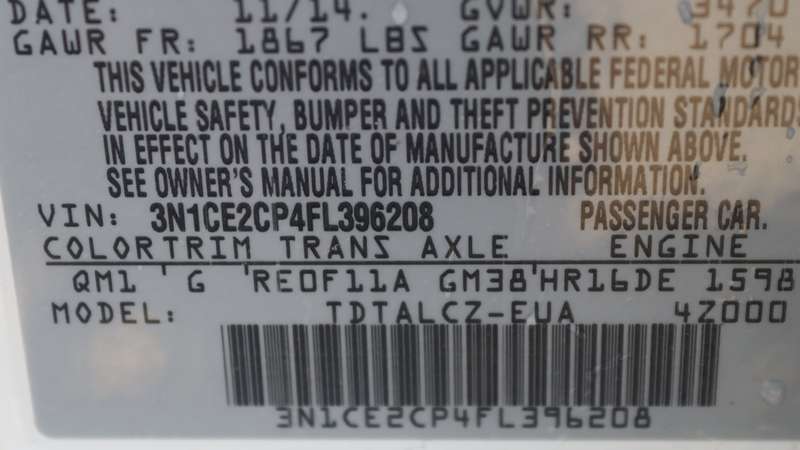 DATE: 11/14. GVWR: 3470
GAWR FR: 1867 LBS GAWR RR: 1704
THIS VEHICLE CONFORMS TO ALL APPLICABLE FEDERAL MOTOR
VEHICLE SAFETY, BUMPER AND THEFT PREVENTION STANDARDS
IN EFFECT ON THE DATE OF MANUFACTURE SHOWN ABOVE.
SEE OWNER'S MANUAL FOR ADDITIONAL INFORMATION.
VIN: 3N1CE2CP4FL396208 PASSENGER CAR.
COLORTRIM TRANS AXLE ENGINE
QM1 ' G 'RE0F11A GM38'HR16DE 1598
MODEL: TDTALCZ-EUA 4Z000
3N1CE2CP4FL396208